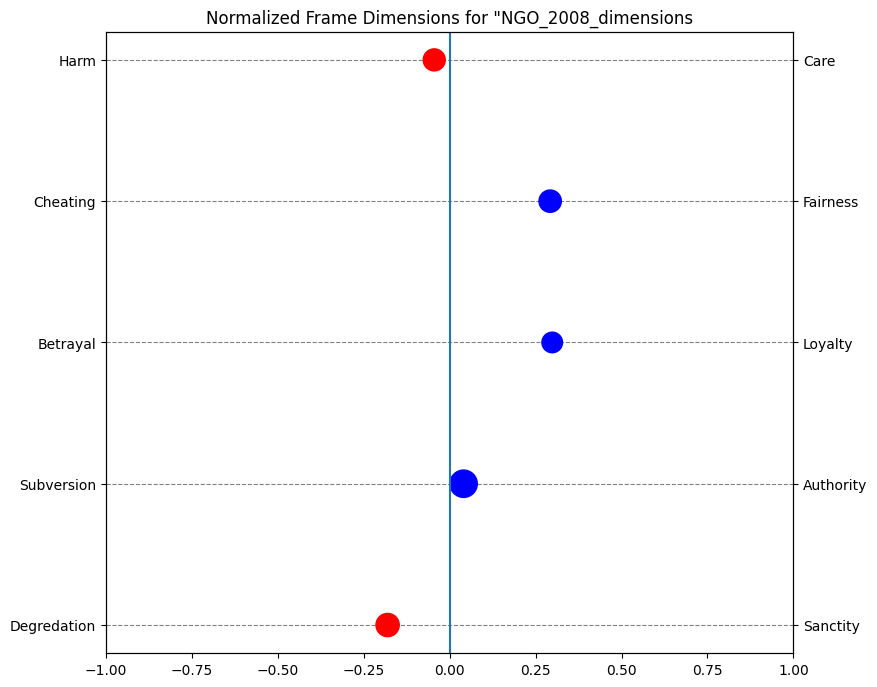 Normalized Frame Dimensions for "NGO_2008_dimensions
Harm
Care
Cheating
Fairness
Betrayal
Loyalty
Subversion
Authority
Degredation
Sanctity
−1.00 −0.75 −0.50 −0.25 0.00 0.25 0.50 0.75 1.00